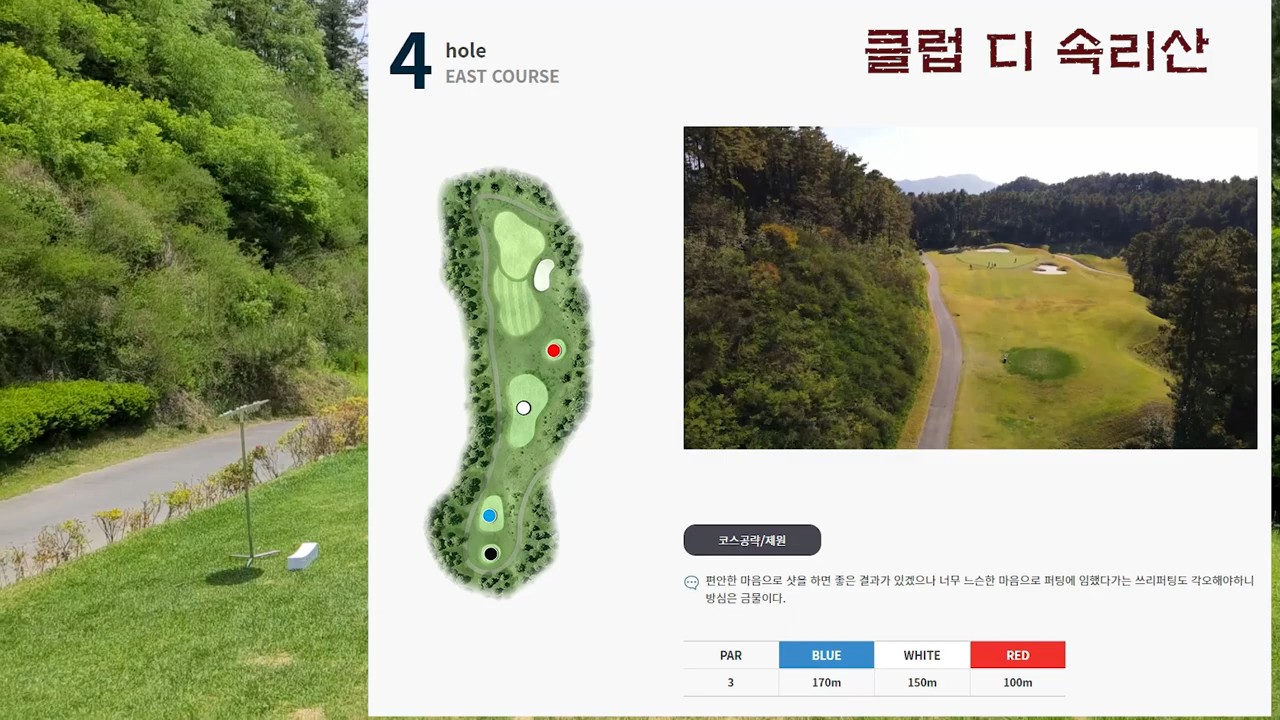 4 hole
EAST COURSE
클럽 디 속리산
코스공략/제원
편안한 마음으로 샷을 하면 좋은 결과가 있겠으나 너무 느슨한 마음으로 퍼팅에 임했다가는 쓰리퍼팅도 각오해야하니
방심은 금물이다.
PAR BLUE WHITE RED
3 170m 150m 100m